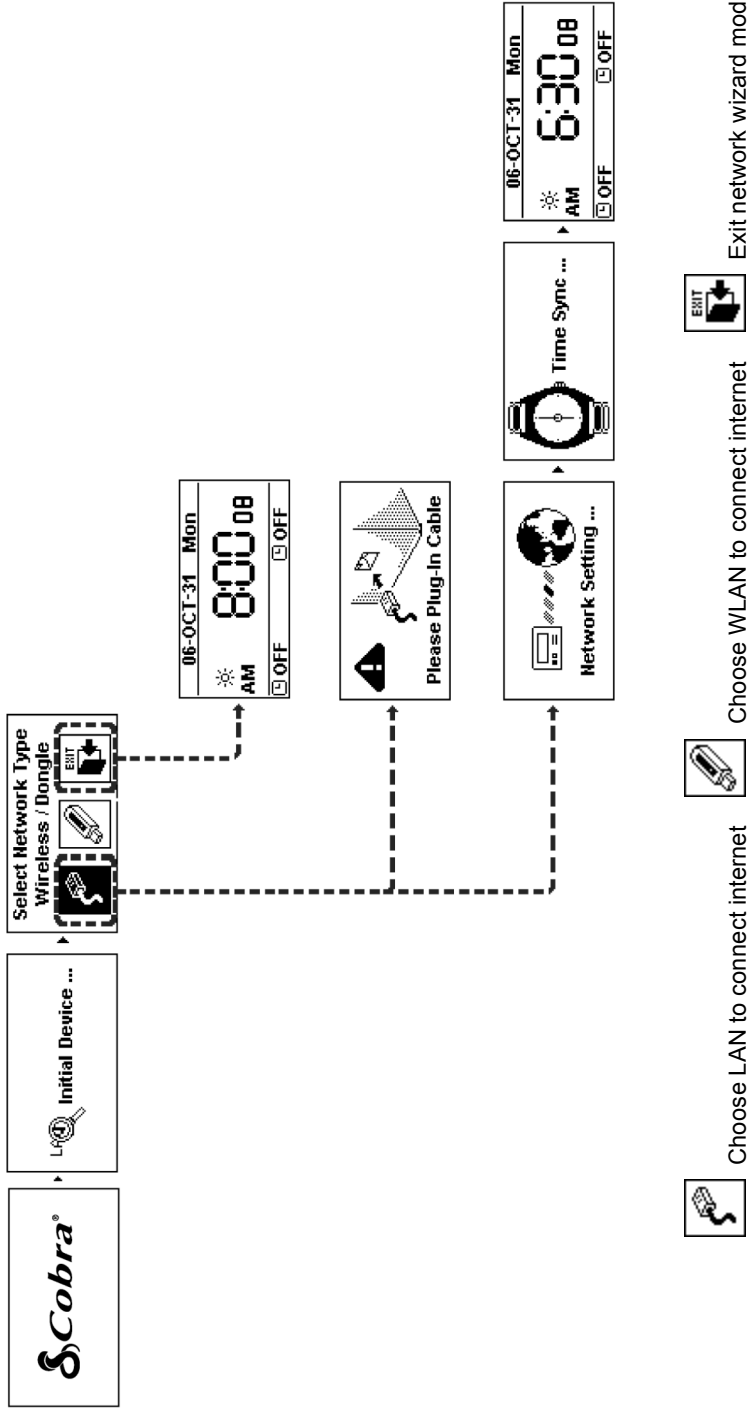 Cobra®
Initial Device ...
Select Network Type
Wireless / Dongle
EXIT
06-OCT-31 Mon
AM 8:00 08
OFF OFF
Please Plug-In Cable
Network Setting ...
Time Sync ...
06-OCT-31 Mon
AM 6:30 08
OFF OFF
Choose LAN to connect internet
Choose WLAN to connect internet
EXIT
Exit network wizard mod